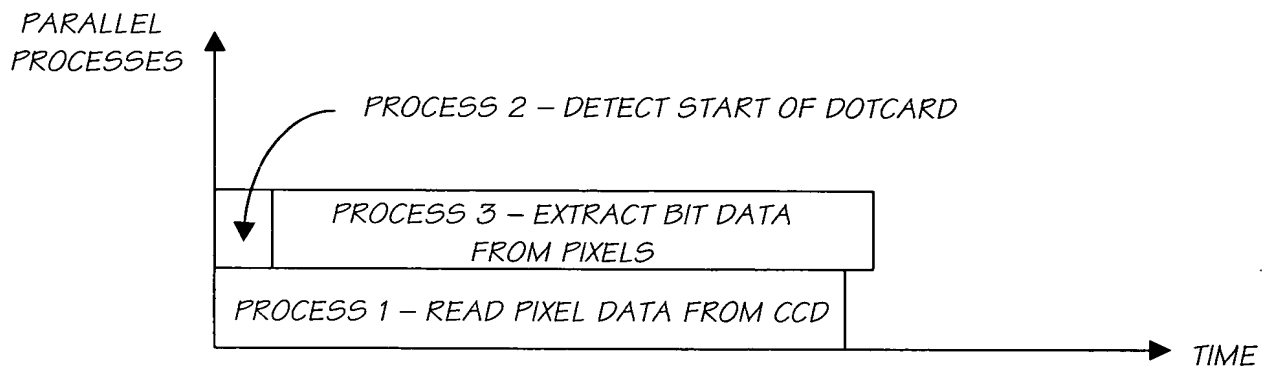 PARALLEL
PROCESSES
PROCESS 2 – DETECT START OF DOTCARD
PROCESS 3 – EXTRACT BIT DATA
FROM PIXELS
PROCESS 1 – READ PIXEL DATA FROM CCD
TIME